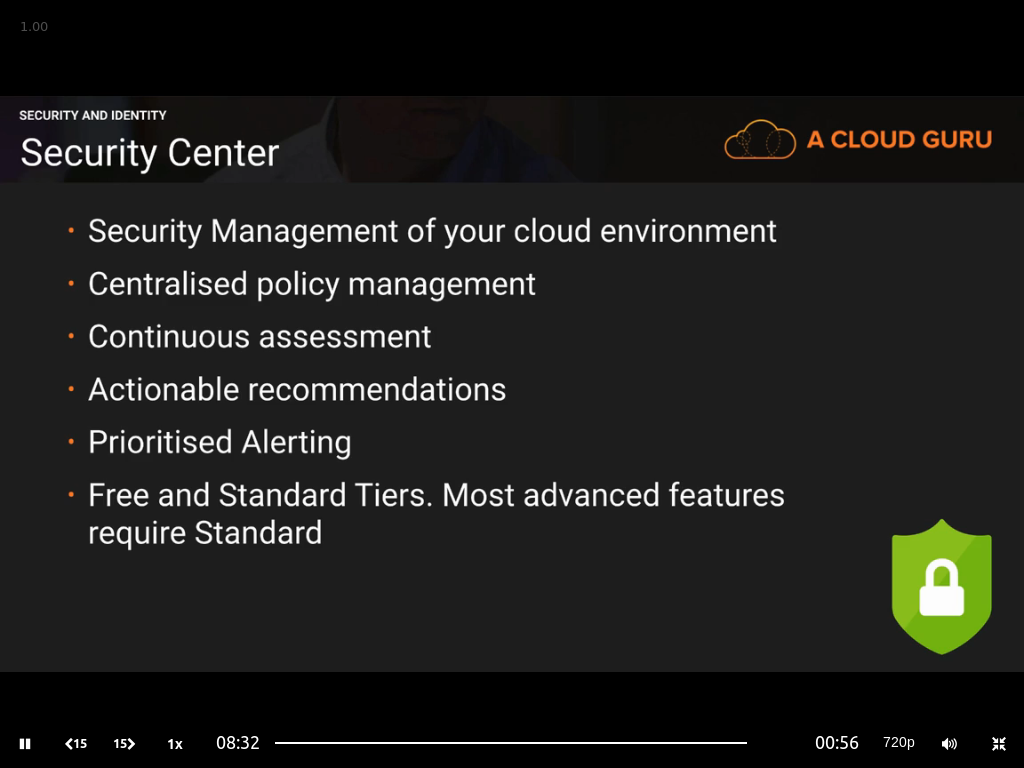 1.00
SECURITY AND IDENTITY
Security Center
A CLOUD GURU
• Security Management of your cloud environment
• Centralised policy management
• Continuous assessment
• Actionable recommendations
• Prioritised Alerting
• Free and Standard Tiers. Most advanced features
require Standard
15 15 1x 08:32 00:56 720p